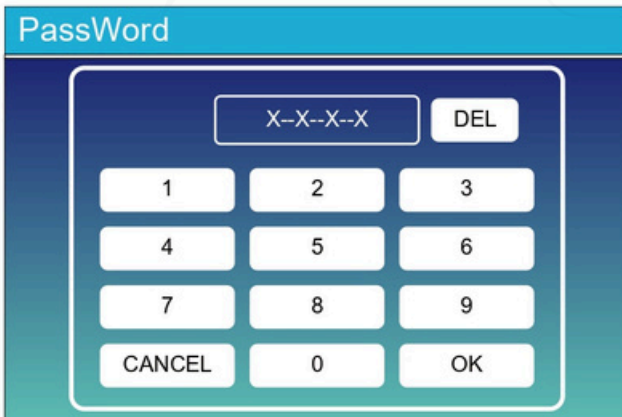 PassWord
X--X--X--X DEL
1 2 3
4 5 6
7 8 9
CANCEL 0 OK